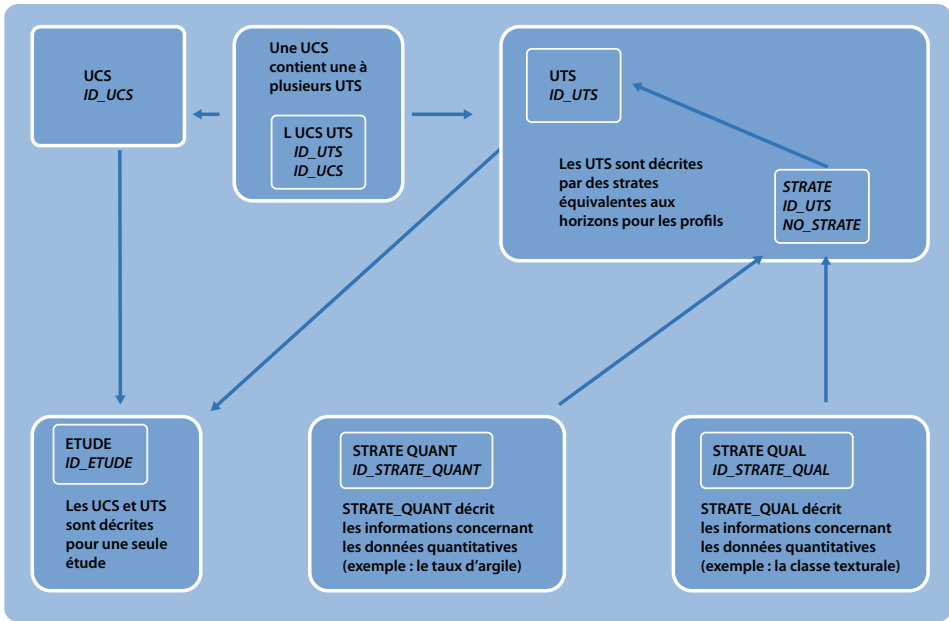 UCS
ID_UCS
Une UCS
contient une à
plusieurs UTS
L UCS UTS
ID_UTS
ID_UCS
UTS
ID_UTS
Les UTS sont décrites
par des strates
équivalentes aux
horizons pour les profils
STRATE
ID_UTS
NO_STRATE
ETUDE
ID_ETUDE
Les UCS et UTS
sont décrites
pour une seule
étude
STRATE QUANT
ID_STRATE_QUANT
STRATE_QUANT décrit
les informations concernant
les données quantitatives
(exemple : le taux d’argile)
STRATE QUAL
ID_STRATE_QUAL
STRATE_QUAL décrit
les informations concernant
les données quantitatives
(exemple : la classe texturale)